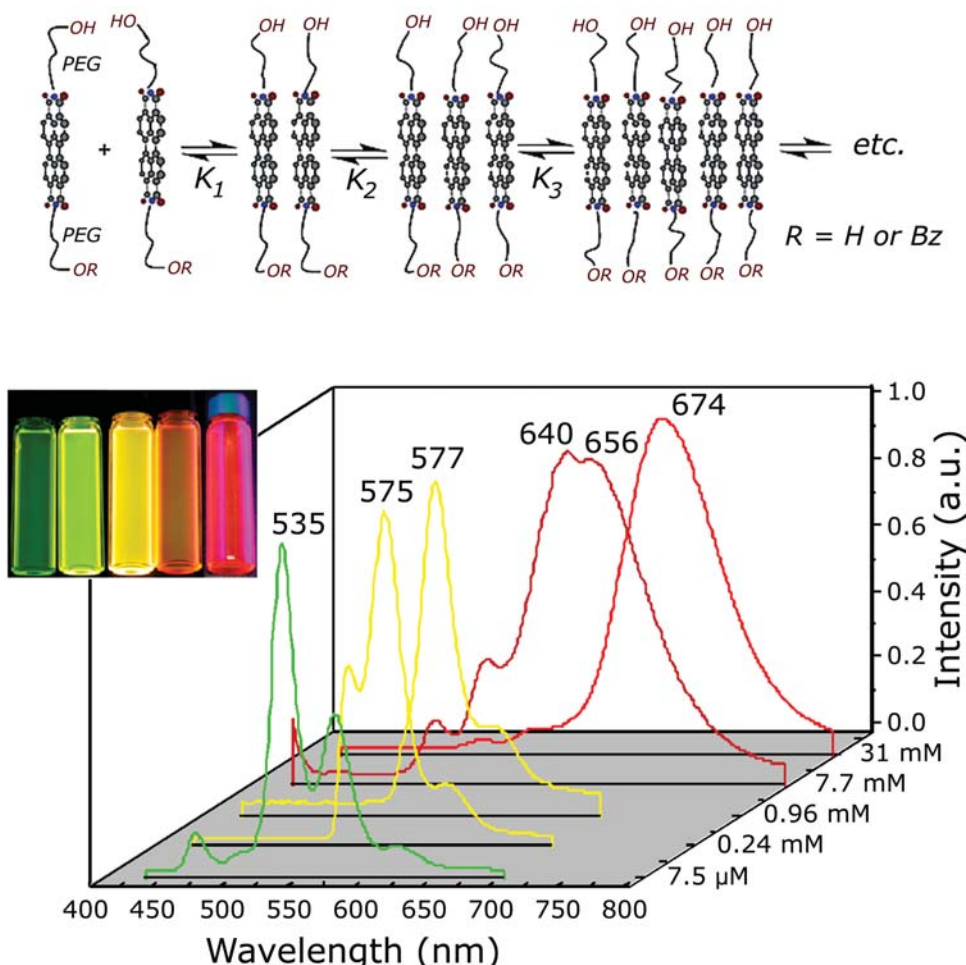 OH HO OH OH OH OH OH HO OH OH OH OH
PEG
+ K1 K2 K3 etc.
PEG
R = H or Bz
OR OR OR OR OR OR OR OR OR OR OR OR
674
640 656
577
575
535
1.0
0.8
0.6
0.4
0.2
0.0
Intensity (a.u.)
31 mM
7.7 mM
0.96 mM
0.24 mM
7.5 μM
400 450 500 550 600 650 700 750 800
Wavelength (nm)